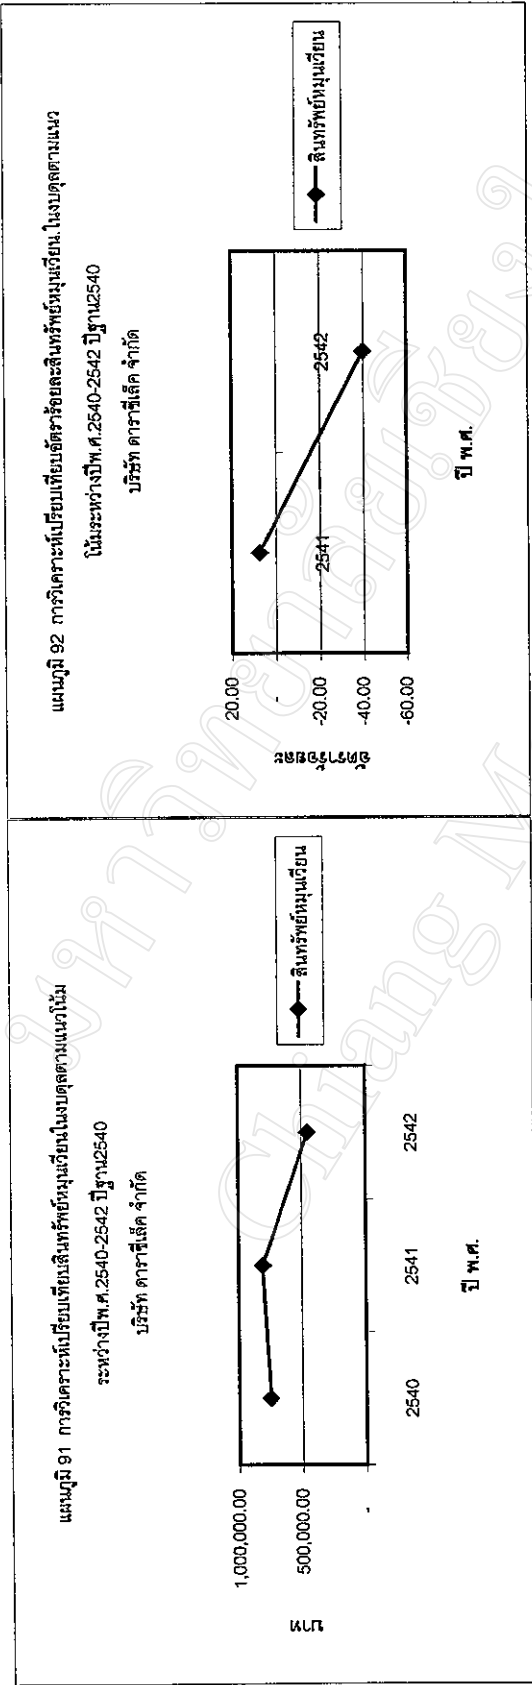 แผนภูมิ 91 การวิเคราะห์เปรียบเทียบสินทรัพย์หมุนเวียนในงบดุลตามแนวโน้ม
ระหว่างปีพ.ศ.2540-2542 ปีฐาน2540
บริษัท ดาราซีเล็ค จำกัด
บาท
1,000,000.00
500,000.00
-
2540
2541
2542
ปี พ.ศ.
สินทรัพย์หมุนเวียน
แผนภูมิ 92 การวิเคราะห์เปรียบเทียบอัตราร้อยละสินทรัพย์หมุนเวียน.ในงบดุลตามแนว
โน้มระหว่างปีพ.ศ.2540-2542 ปีฐาน2540
บริษัท ดาราซีเล็ค จำกัด
อัตราร้อยละ
20.00
-
-20.00
-40.00
-60.00
2541
2542
ปี พ.ศ.
สินทรัพย์หมุนเวียน
Chiang M